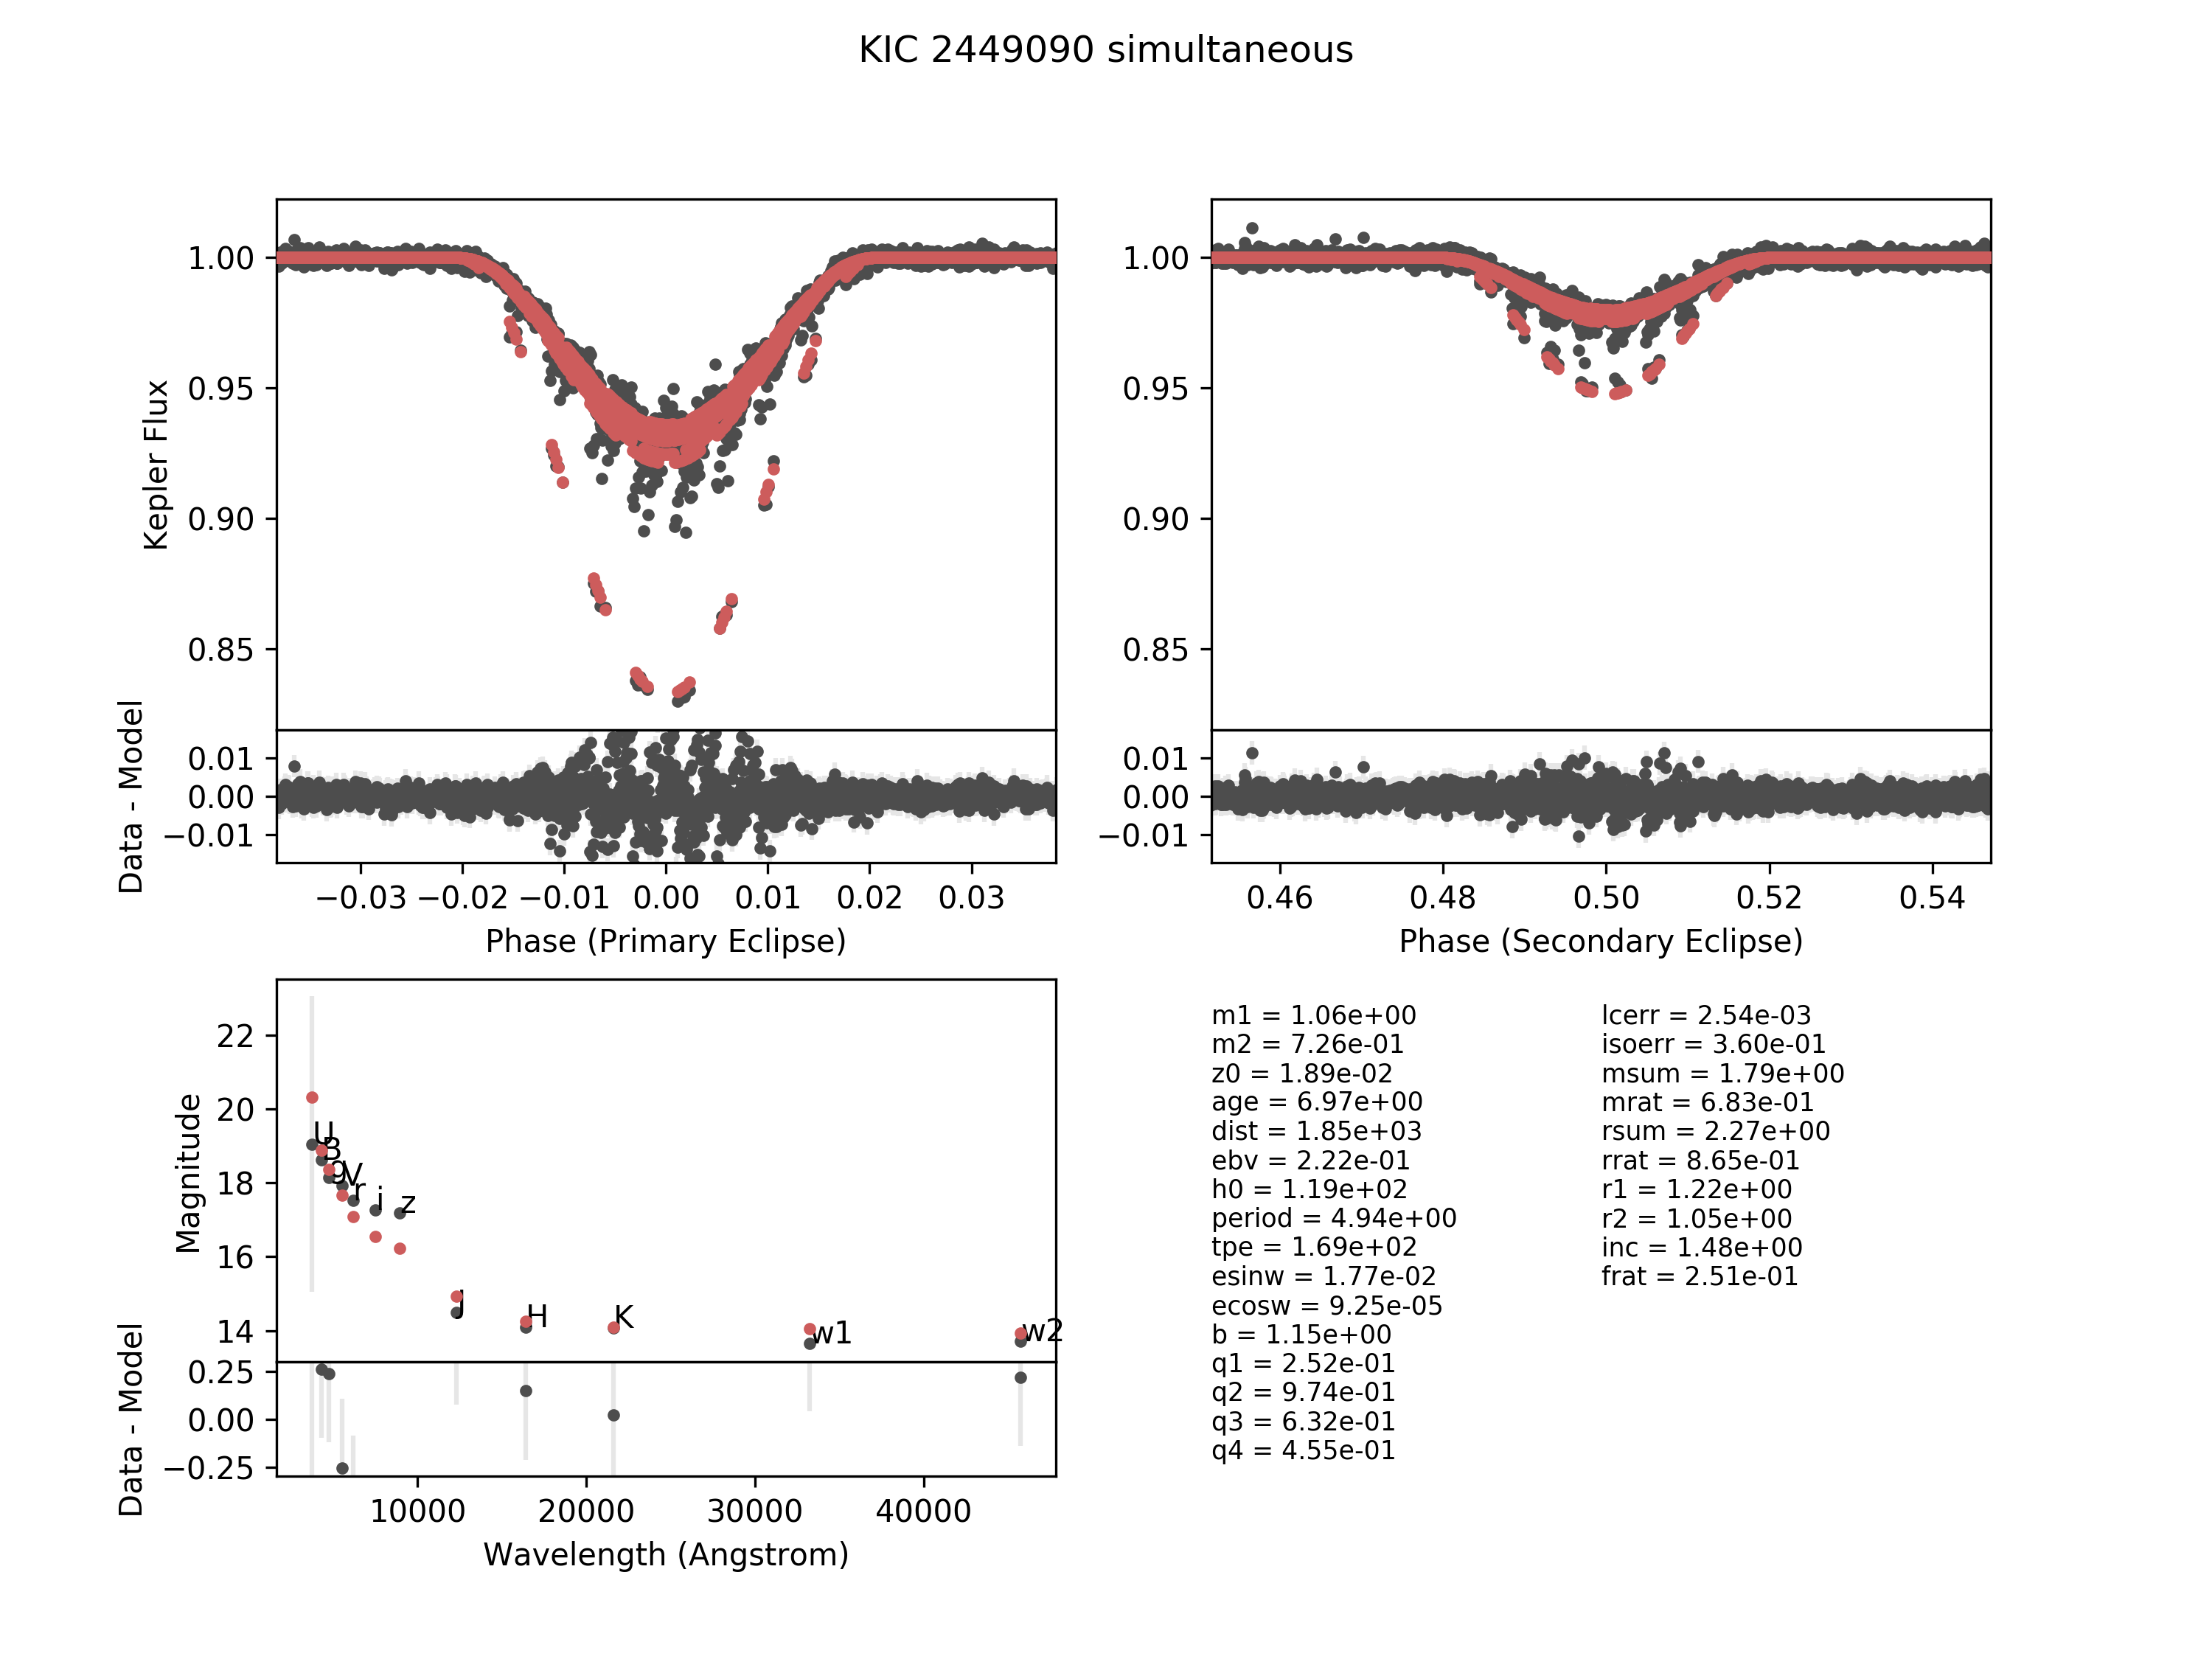 KIC 2449090 simultaneous
Kepler Flux
1.00
0.95
0.90
0.85
1.00
0.95
0.90
0.85
Data - Model
0.01
0.00
−0.01
0.01
0.00
−0.01
−0.03 −0.02 −0.01 0.00 0.01 0.02 0.03
0.46 0.48 0.50 0.52 0.54
Phase (Primary Eclipse)
Phase (Secondary Eclipse)
Magnitude
22
20
18
16
14
U
B
g
V
r
i
z
J
H
K
w1
w2
Data - Model
0.25
0.00
−0.25
10000 20000 30000 40000
Wavelength (Angstrom)
m1 = 1.06e+00
m2 = 7.26e-01
z0 = 1.89e-02
age = 6.97e+00
dist = 1.85e+03
ebv = 2.22e-01
h0 = 1.19e+02
period = 4.94e+00
tpe = 1.69e+02
esinw = 1.77e-02
ecosw = 9.25e-05
b = 1.15e+00
q1 = 2.52e-01
q2 = 9.74e-01
q3 = 6.32e-01
q4 = 4.55e-01
lcerr = 2.54e-03
isoerr = 3.60e-01
msum = 1.79e+00
mrat = 6.83e-01
rsum = 2.27e+00
rrat = 8.65e-01
r1 = 1.22e+00
r2 = 1.05e+00
inc = 1.48e+00
frat = 2.51e-01